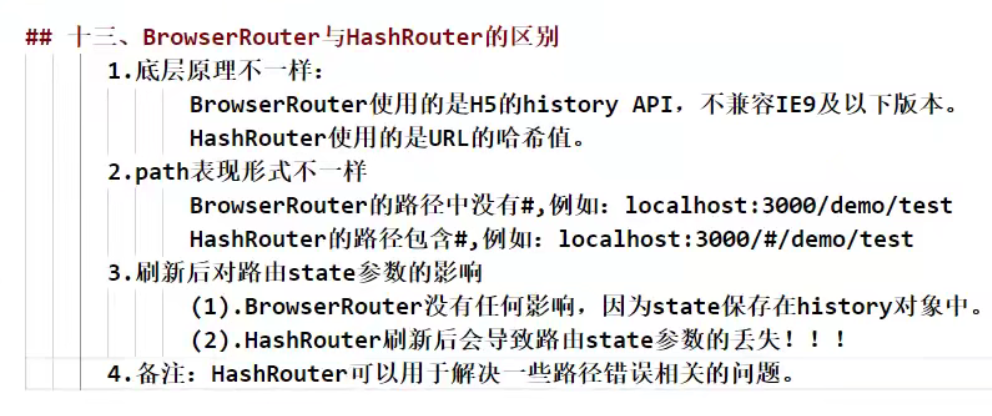 ## 十三、BrowserRouter与HashRouter的区别
1.底层原理不一样:
BrowserRouter使用的是H5的history API，不兼容IE9及以下版本。
HashRouter使用的是URL的哈希值。
2.path表现形式不一样
BrowserRouter的路径中没有#,例如：localhost:3000/demo/test
HashRouter的路径包含#,例如：localhost:3000/#/demo/test
3.刷新后对路由state参数的影响
(1).BrowserRouter没有任何影响，因为state保存在history对象中。
(2).HashRouter刷新后会导致路由state参数的丢失！！！
4.备注：HashRouter可以用于解决一些路径错误相关的问题。